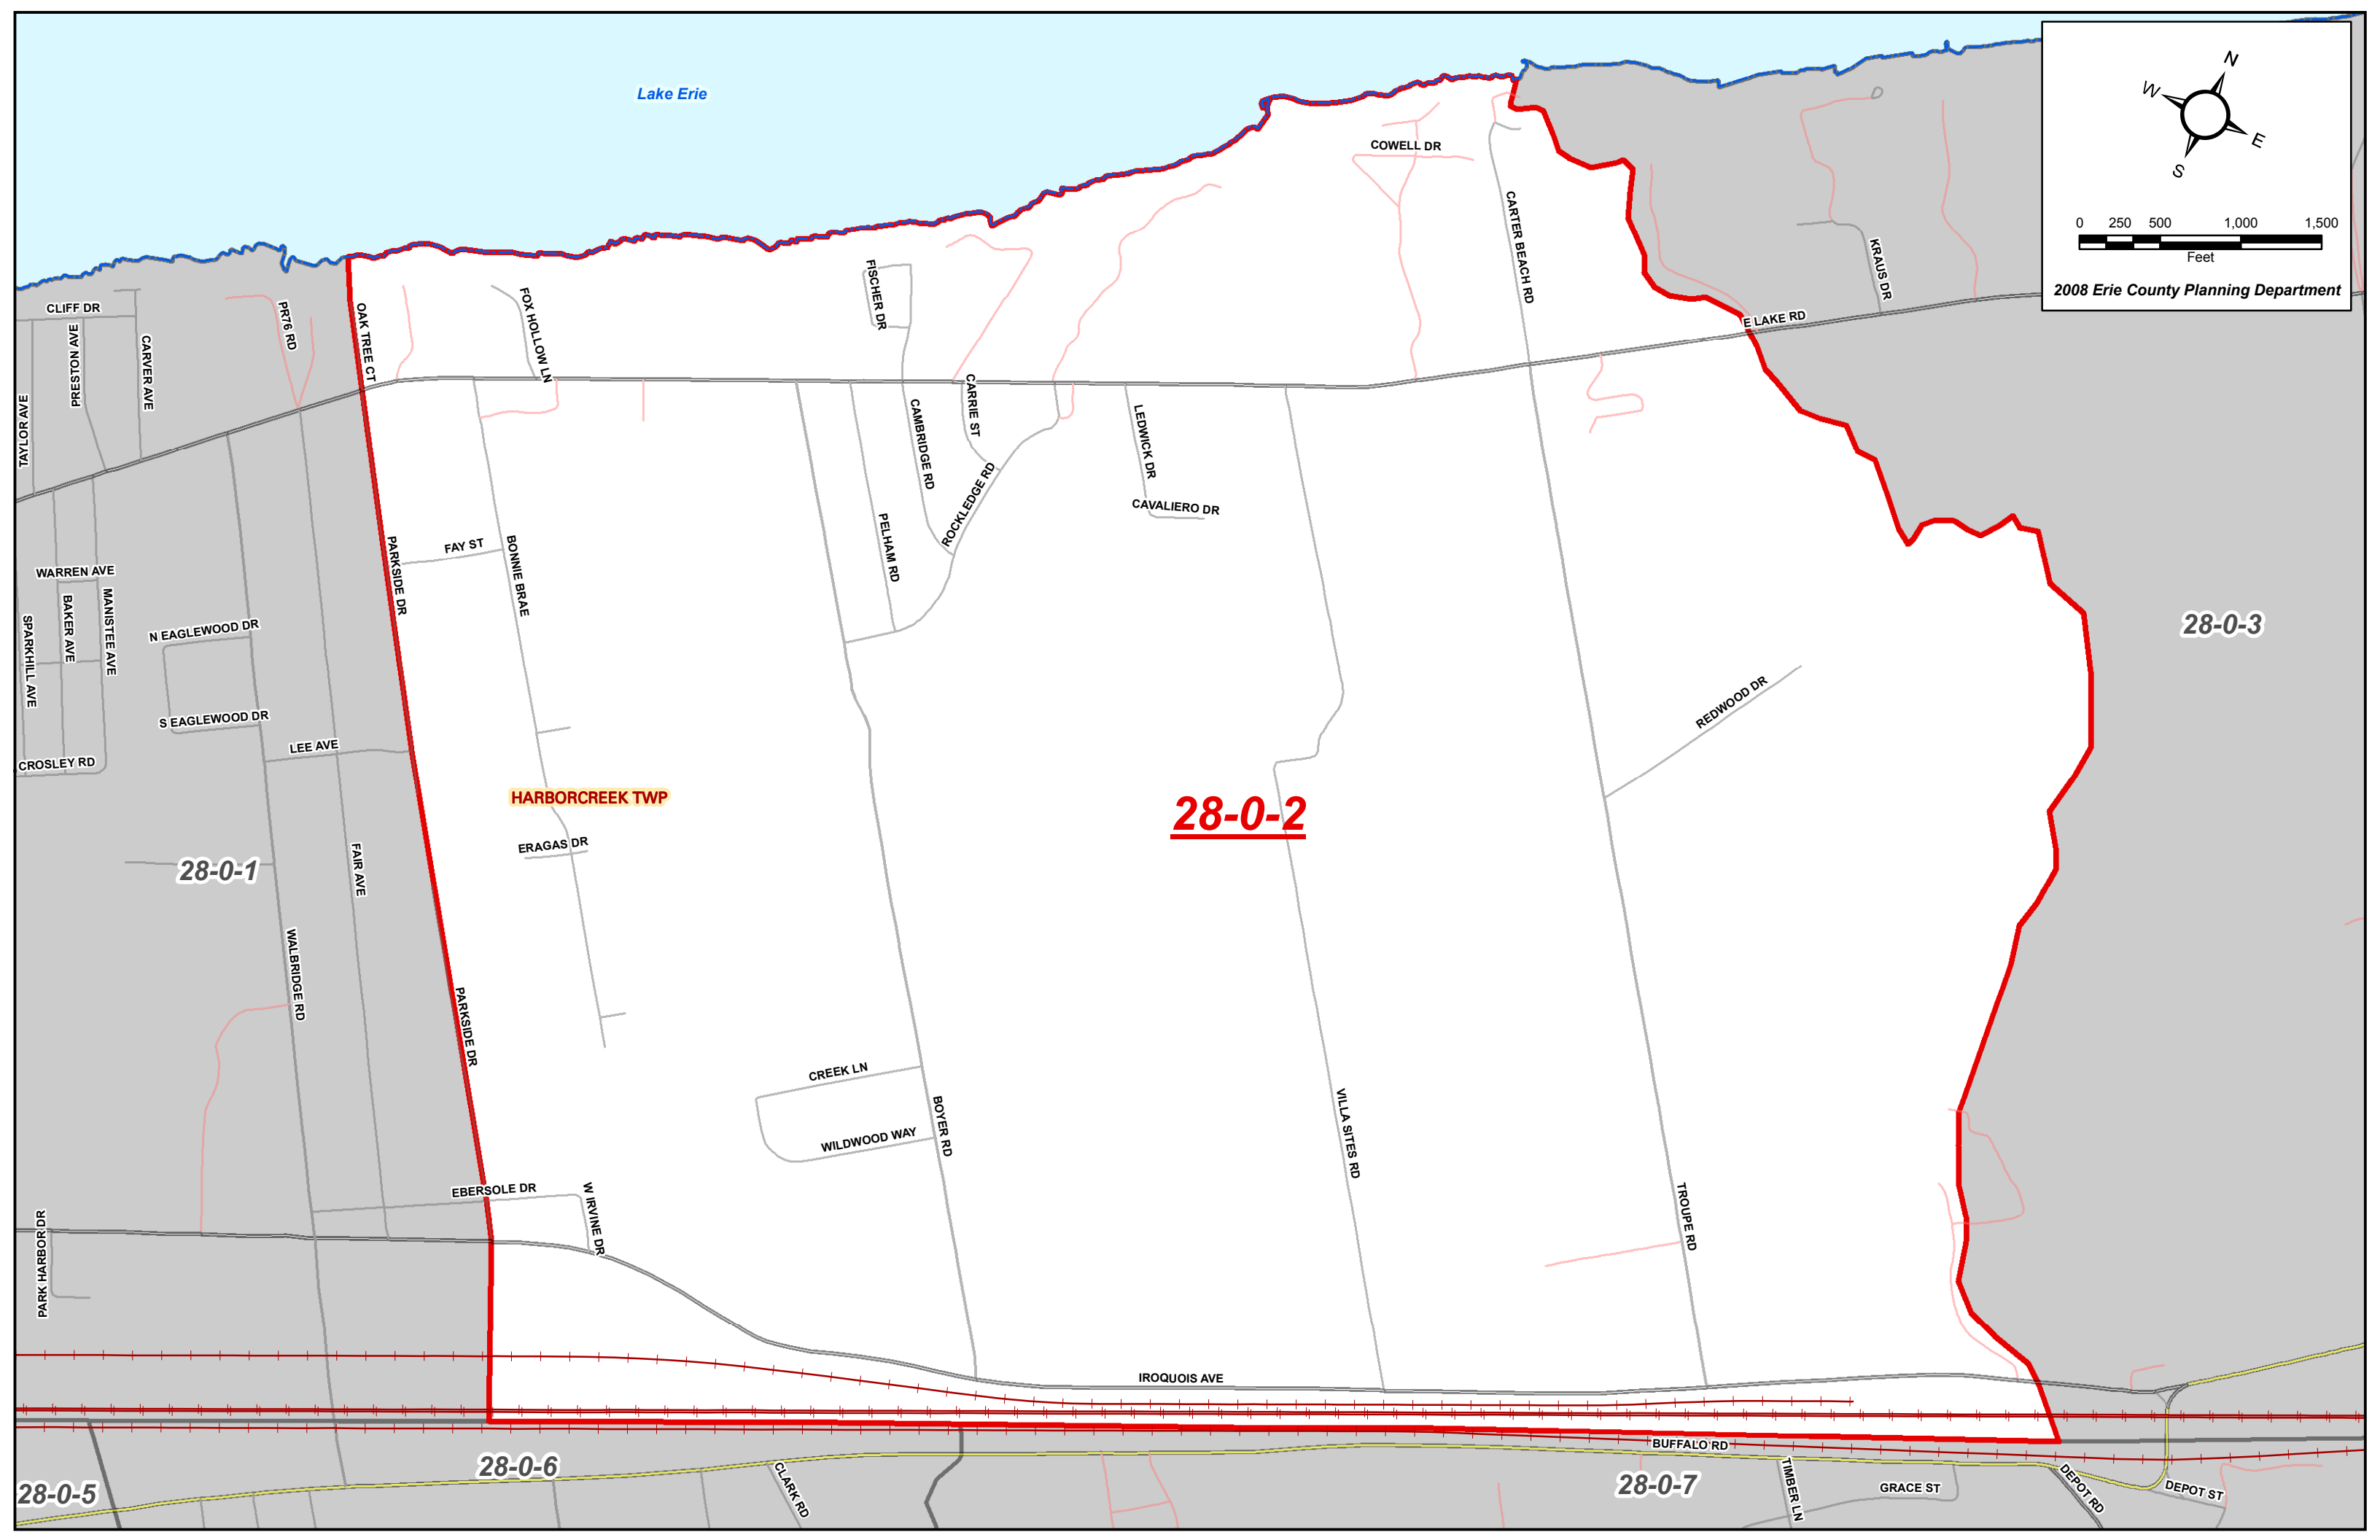 N
W
E
S
0 250 500 1,000 1,500
Feet
2008 Erie County Planning Department
Lake Erie
COWELL DR
CARTER BEACH RD
KRAUS DR
E LAKE RD
CLIFF DR
PRESTON AVE
CARVER AVE
TAYLOR AVE
PR76 RD
OAK TREE CT
FOX HOLLOW LN
FISCHER DR
CARRIE ST
CAMBRIDGE RD
LEDWICK DR
CAVALIERO DR
ROCKLEDGE RD
PELHAM RD
FAY ST
BONNIE BRAE
PARKSIDE DR
WARREN AVE
BAKER AVE
MANISTEE AVE
SPARKHILL AVE
N EAGLEWOOD DR
S EAGLEWOOD DR
LEE AVE
CROSLEY RD
28-0-3
REDWOOD DR
HARBORCREEK TWP
28-0-2
ERAGAS DR
28-0-1
FAIR AVE
WALBRIDGE RD
PARKSIDE DR
CREEK LN
WILDWOOD WAY
BOYER RD
VILLA SITES RD
TROUPE RD
EBERSOLE DR
W IRVINE DR
PARK HARBOR DR
IROQUOIS AVE
BUFFALO RD
28-0-6
28-0-5
CLARK RD
28-0-7
TIMBER LN
GRACE ST
DEPOT RD
DEPOT ST